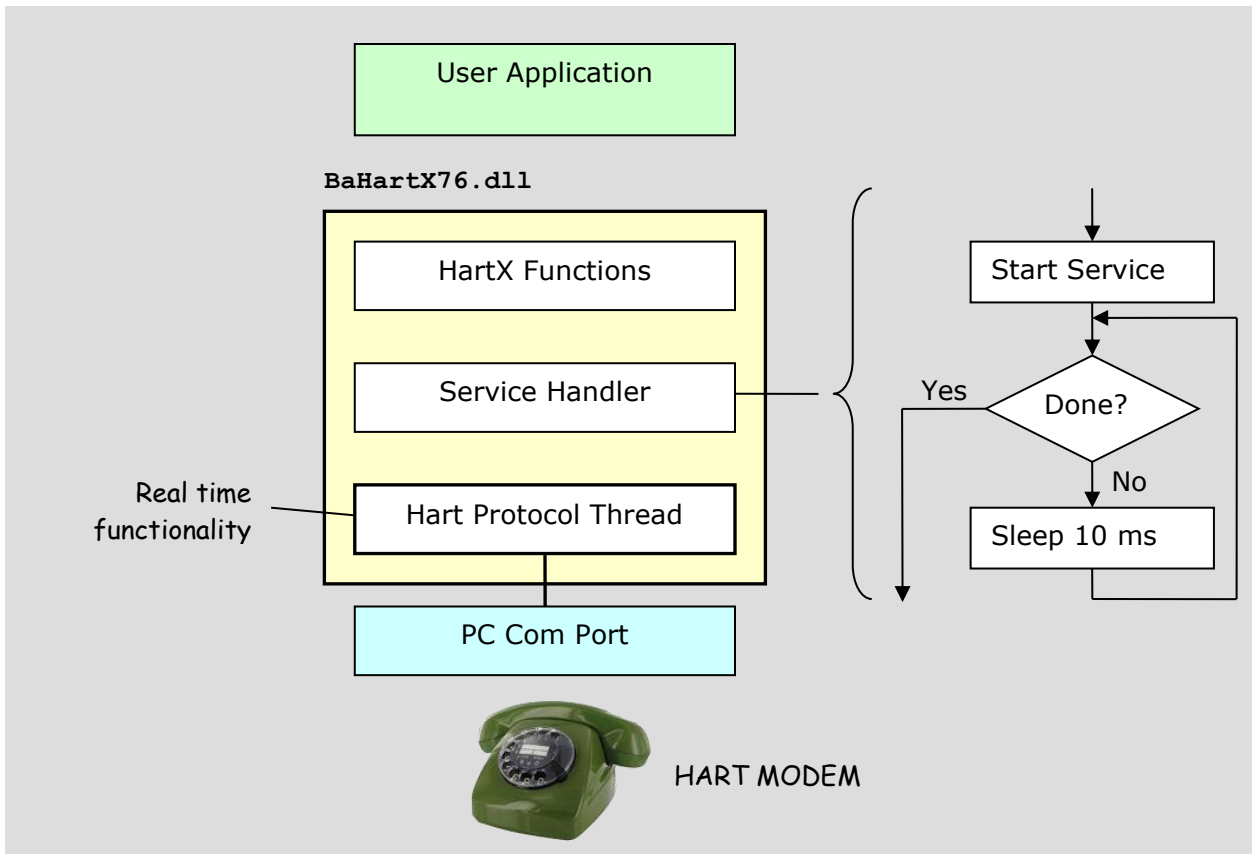 User Application
BaHartX76.dll
HartX Functions
Service Handler
Hart Protocol Thread
Real time
functionality
PC Com Port
HART MODEM
Start Service
Done?
Yes
No
Sleep 10 ms